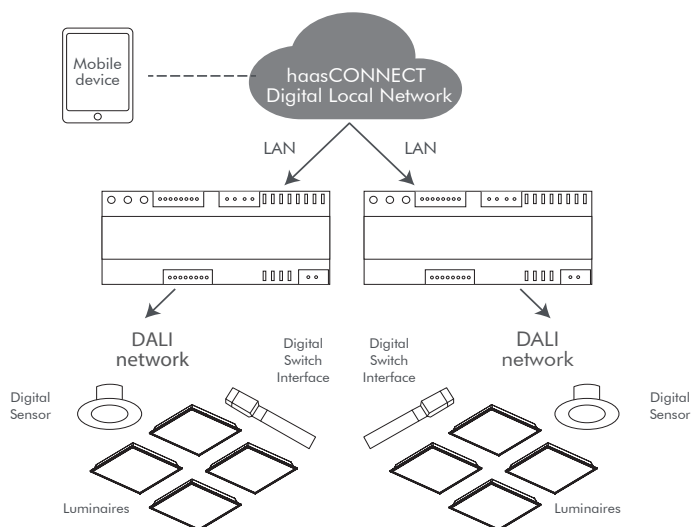 Mobile
device
haasCONNECT
Digital Local Network
LAN
LAN
DALI
network
Digital
Switch
Interface
Digital
Switch
Interface
DALI
network
Digital
Sensor
Digital
Sensor
Luminaires
Luminaires